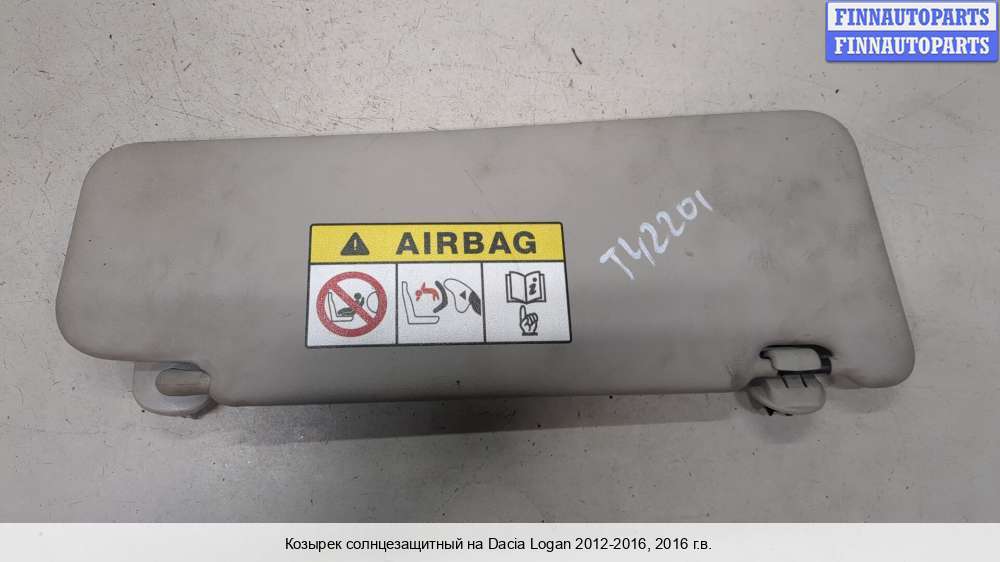 FINNAUTOPARTS
FINNAUTOPARTS
AIRBAG
T42201
Козырек солнцезащитный на Dacia Logan 2012-2016, 2016 г.в.